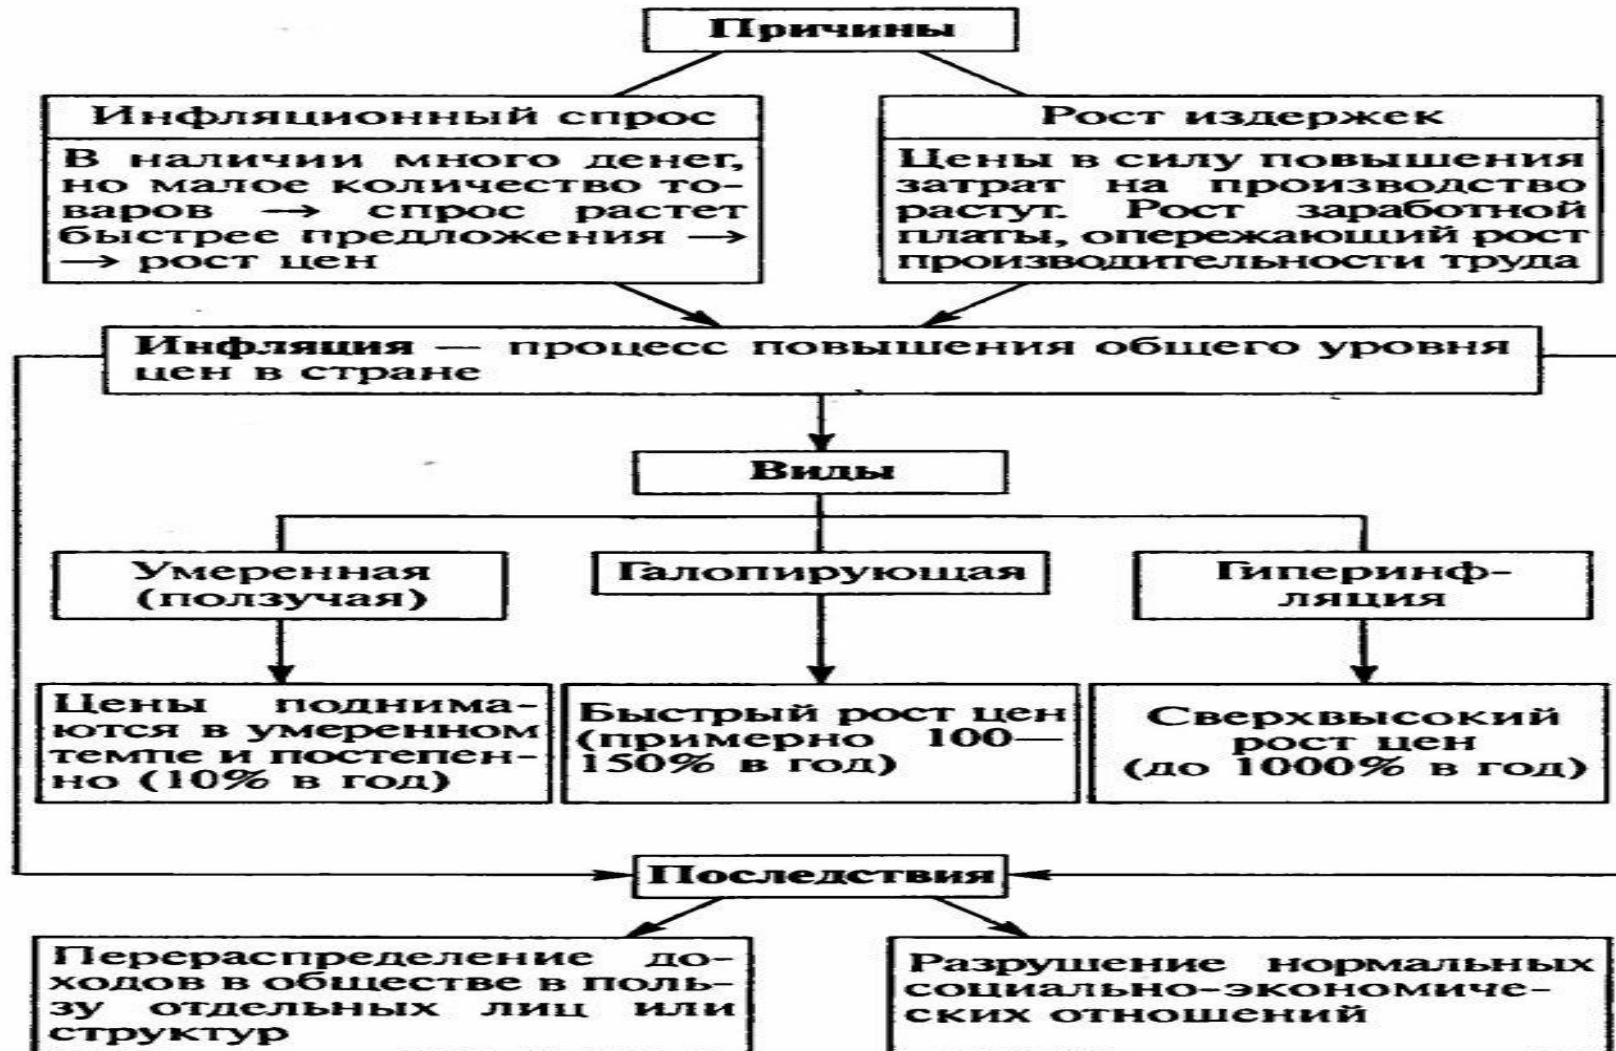 Причины
Инфляционный спрос
В наличии много денег,
но малое количество то-
варов → спрос растет
быстрее предложения →
→ рост цен
Рост издержек
Цены в силу повышения
затрат на производство
растут. Рост заработной
платы, опережающий рост
производительности труда
Инфляция — процесс повышения общего уровня
цен в стране
Виды
Умеренная
(ползучая)
Галопирующая
Гиперинф-
ляция
Цены поднима-
ются в умеренном
темпе и постепен-
но (10% в год)
Быстрый рост цен
(примерно 100—
150% в год)
Сверхвысокий
рост цен
(до 1000% в год)
Последствия
Перераспределение до-
ходов в обществе в поль-
зу отдельных лиц или
структур
Разрушение нормальных
социально-экономиче-
ских отношений